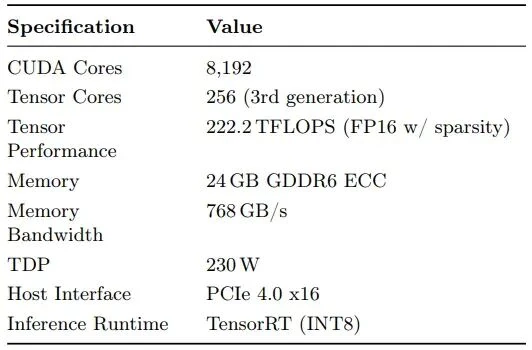 Specification Value
CUDA Cores 8,192
Tensor Cores 256 (3rd generation)
Tensor 222.2 TFLOPS (FP16 w/ sparsity)
Performance
Memory 24 GB GDDR6 ECC
Memory 768 GB/s
Bandwidth
TDP 230 W
Host Interface PCIe 4.0 x16
Inference Runtime TensorRT (INT8)